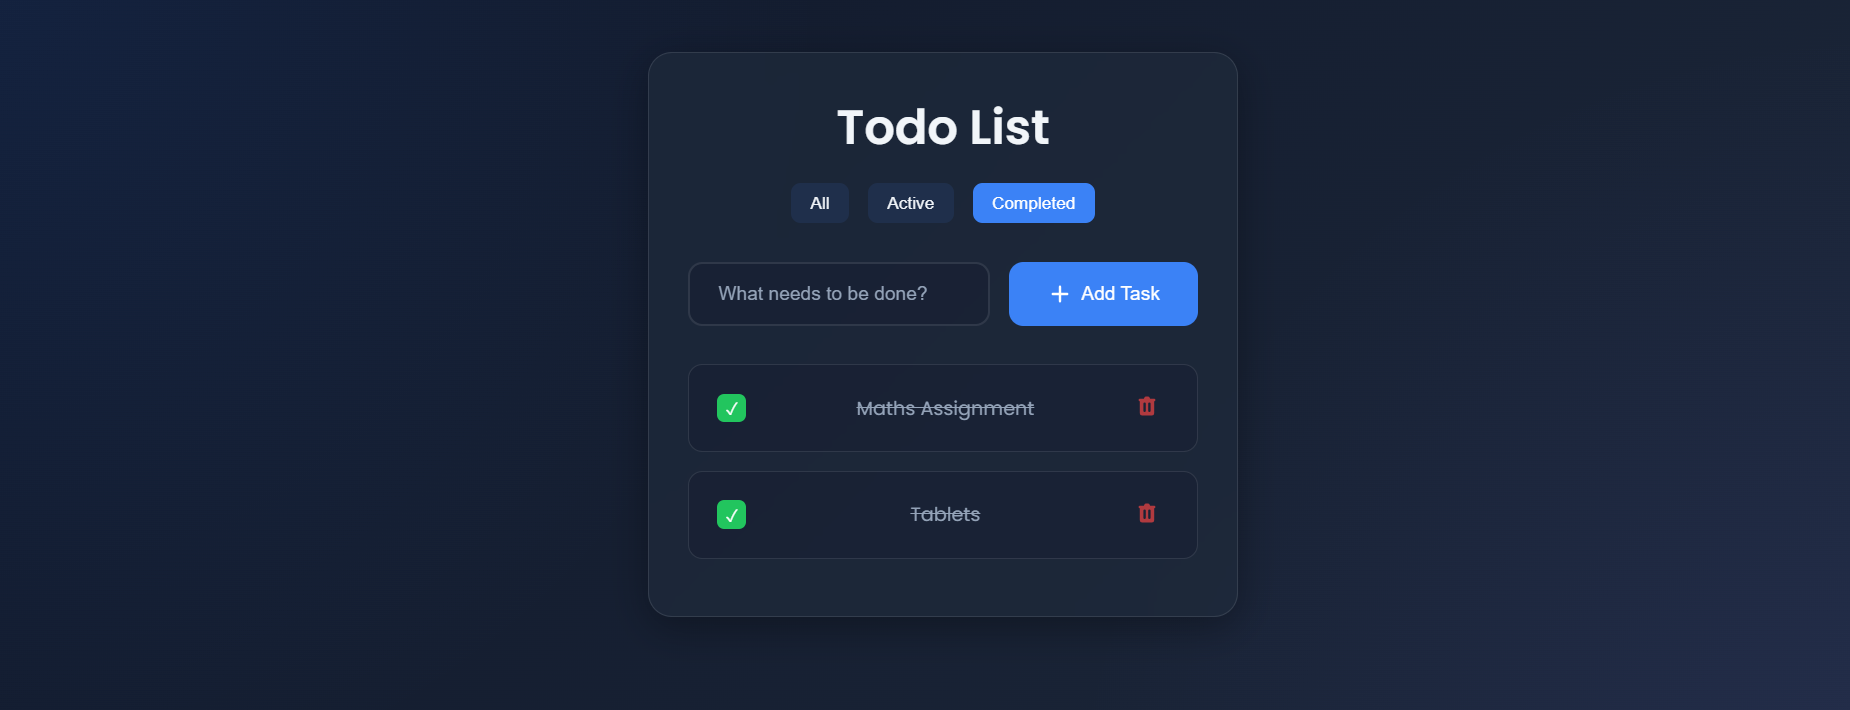 Todo List
All Active Completed
What needs to be done? + Add Task
✓ Maths Assignment
✓ Tablets